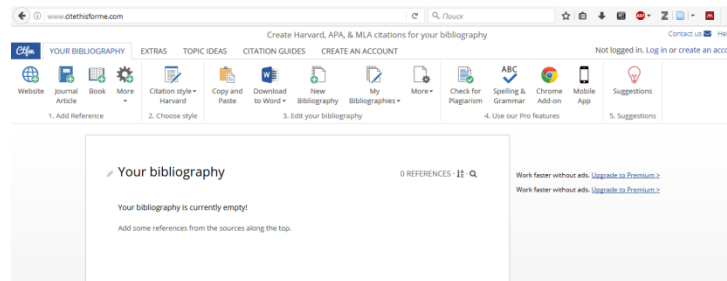 www.citethisforme.com
Поиск
Create Harvard, APA, & MLA citations for your bibliography
Contact us
Ctfm
YOUR BIBLIOGRAPHY EXTRAS TOPIC IDEAS CITATION GUIDES CREATE AN ACCOUNT
Not logged in. Log in or create an acco
Website Journal Article Book More Citation style Harvard Copy and Paste Download to Word New Bibliography My Bibliographies More Check for Plagiarism Spelling & Grammar Chrome Add-on Mobile App Suggestions
1. Add Reference 2. Choose style 3. Edit your bibliography 4. Use our Pro features 5. Suggestions
Your bibliography
0 REFERENCES
Your bibliography is currently empty!
Add some references from the sources along the top.
Work faster without ads. Upgrade to Premium >
Work faster without ads. Upgrade to Premium >